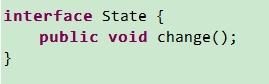 interface State {
    public void change();
}